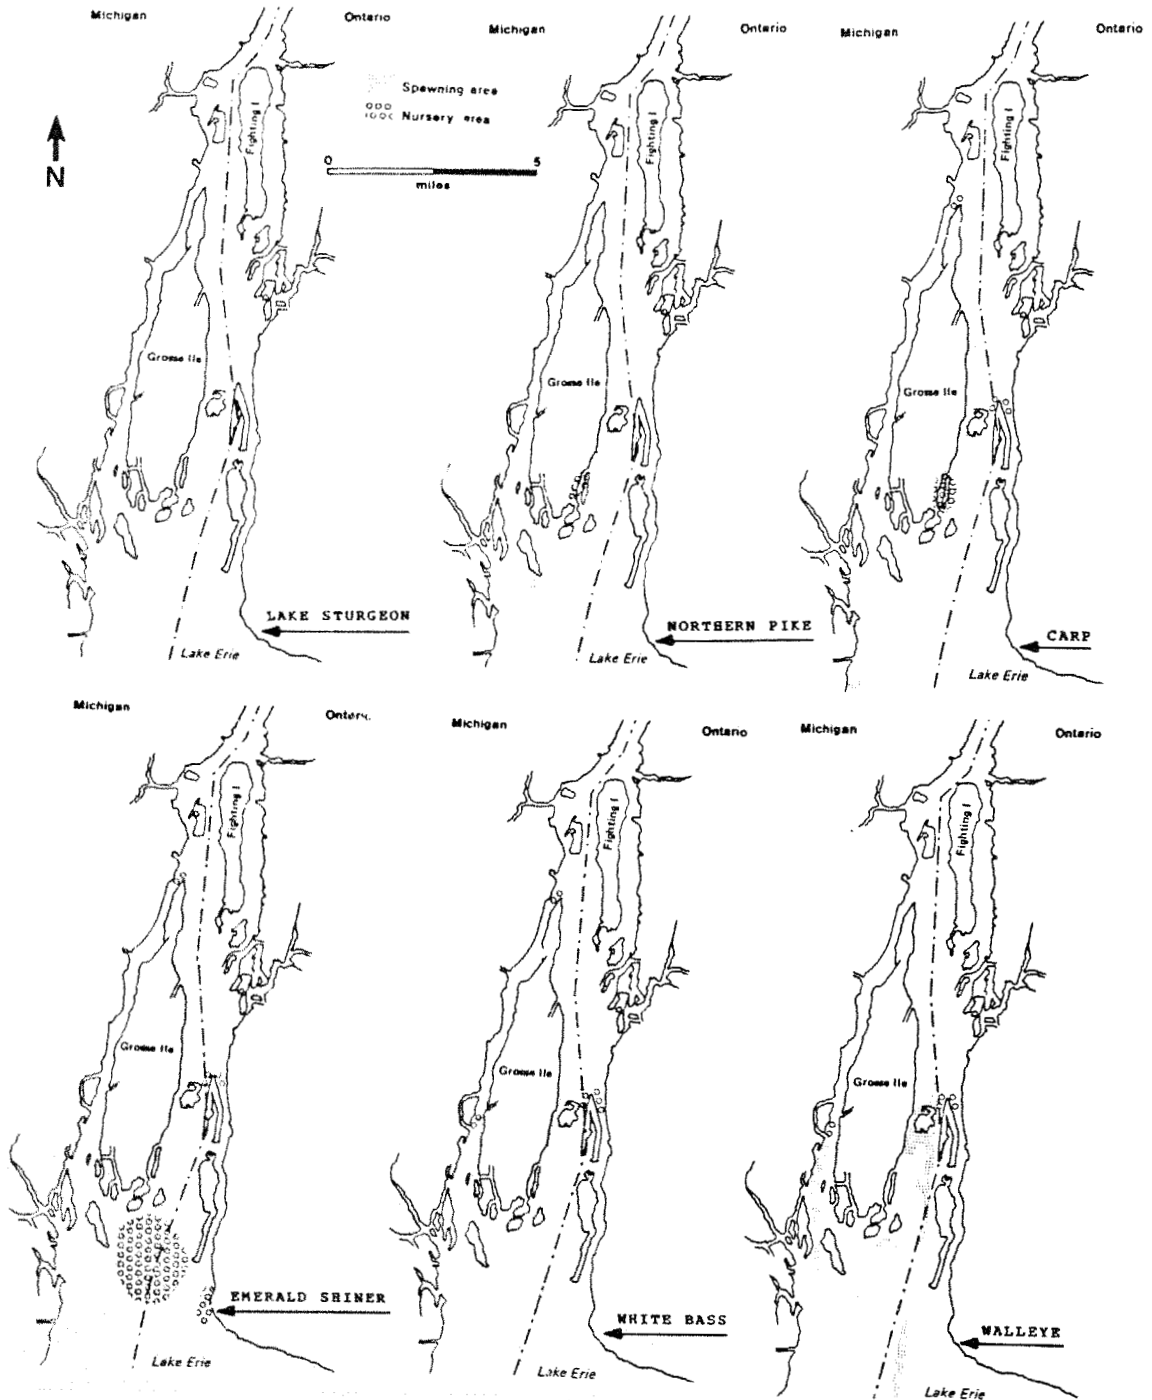 Michigan
Ontario
Spawning area
Nursery area
N
0
5
miles
Fighting I
Grosse Ile
LAKE STURGEON
Lake Erie
Michigan
Ontario
Fighting I
Grosse Ile
NORTHERN PIKE
Lake Erie
Michigan
Ontario
Fighting I
Grosse Ile
CARP
Lake Erie
Michigan
Fighting I
Grosse Ile
EMERALD SHINER
Lake Erie
Michigan
Ontario
Fighting I
Grosse Ile
WHITE BASS
Lake Erie
Michigan
Ontario
Fighting I
Grosse Ile
WALLEYE
Lake Erie